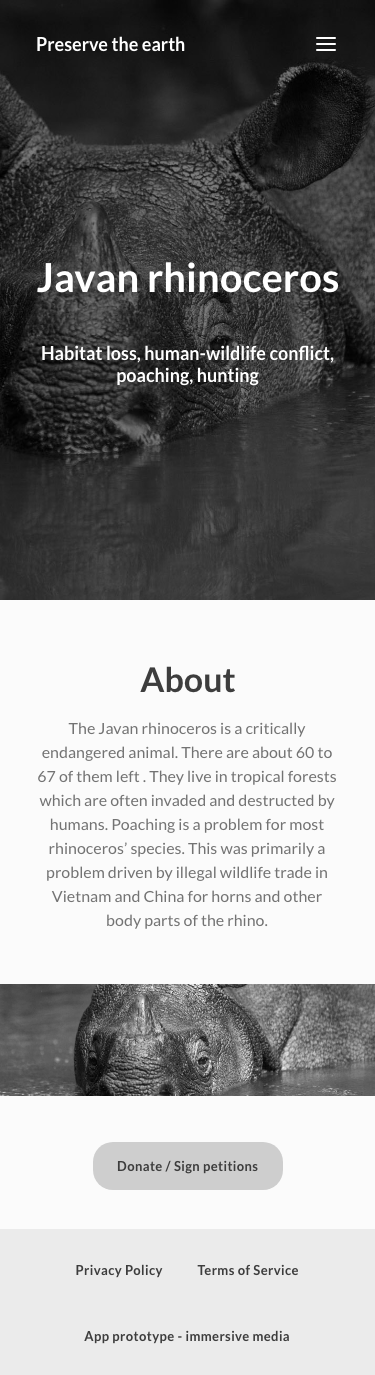 Preserve the earth
Javan rhinoceros
Habitat loss, human-wildlife conflict,
poaching, hunting
About
The Javan rhinoceros is a critically
endangered animal. There are about 60 to
67 of them left . They live in tropical forests
which are often invaded and destructed by
humans. Poaching is a problem for most
rhinoceros’ species. This was primarily a
problem driven by illegal wildlife trade in
Vietnam and China for horns and other
body parts of the rhino.
Donate / Sign petitions
Privacy Policy Terms of Service
App prototype - immersive media